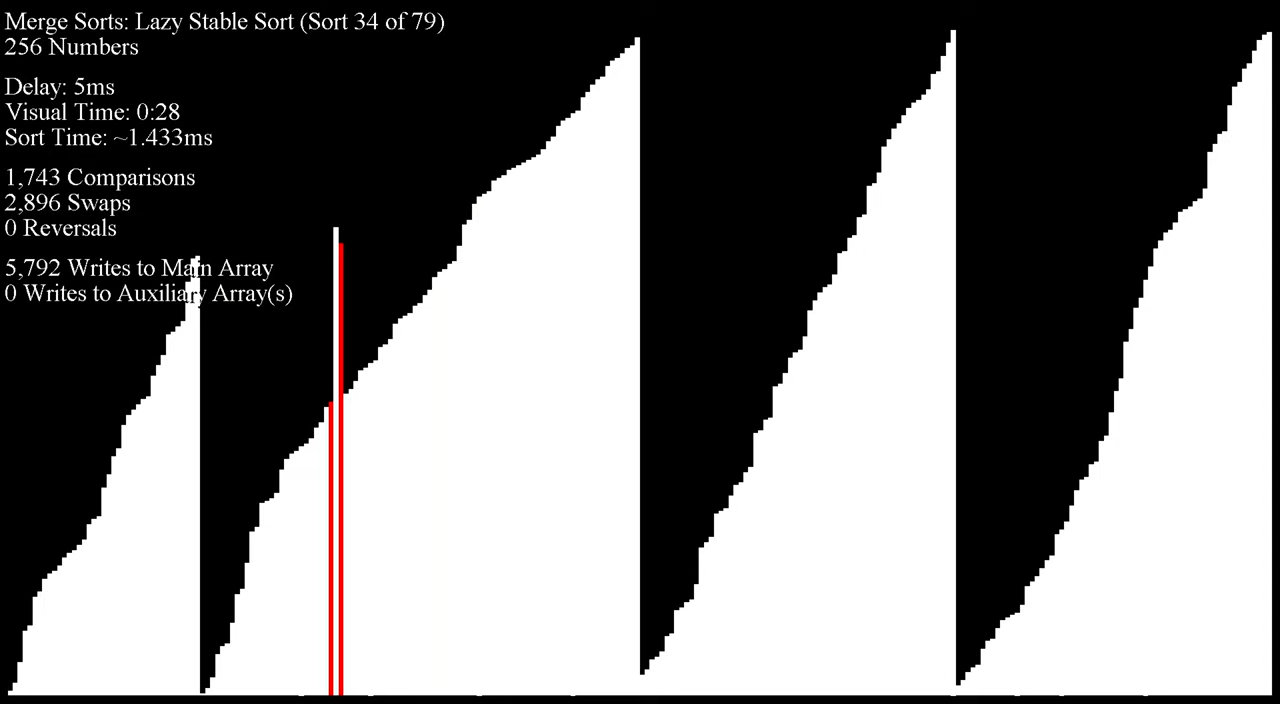 Merge Sorts: Lazy Stable Sort (Sort 34 of 79)
256 Numbers
Delay: 5ms
Visual Time: 0:28
Sort Time: ~1.433ms
1,743 Comparisons
2,896 Swaps
0 Reversals
5,792 Writes to Main Array
0 Writes to Auxiliary Array(s)